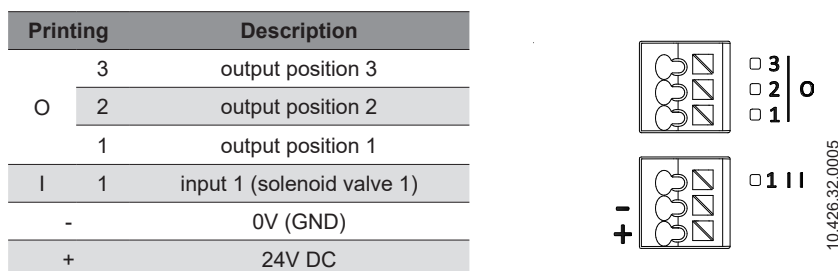 Printing Description
3 output position 3
O 2 output position 2
1 output position 1
I 1 input 1 (solenoid valve 1)
- 0V (GND)
+ 24V DC
3
2 O
1
1 I I
-
+
10.426.32.0005